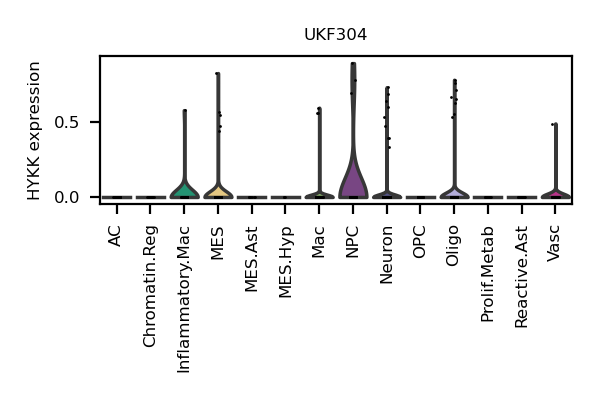 UKF304
HYKK expression
0.5
0.0
AC
Chromatin.Reg
Inflammatory.Mac
MES
MES.Ast
MES.Hyp
Mac
NPC
Neuron
OPC
Oligo
Prolif.Metab
Reactive.Ast
Vasc